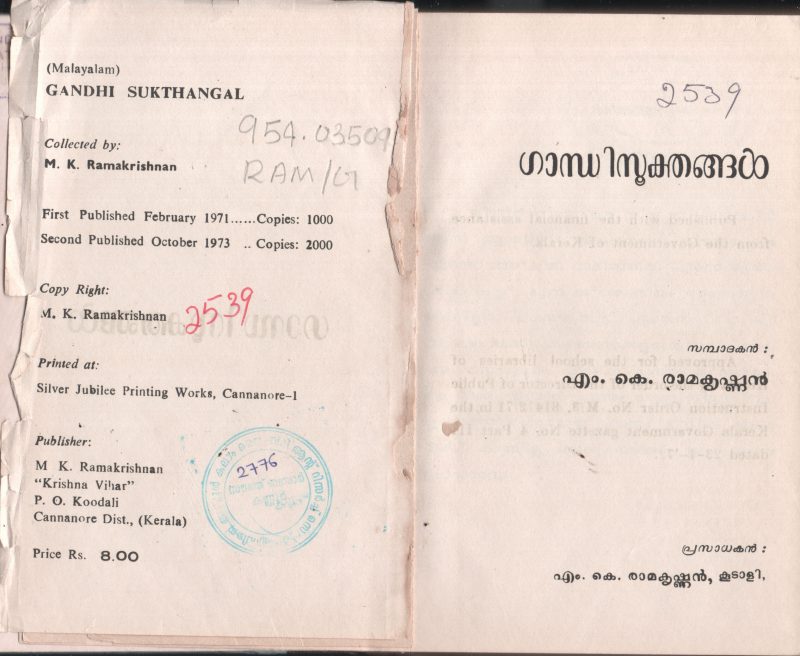 (Malayalam)
GANDHI SUKTHANGAL
Collected by:
M. K. Ramakrishnan
954.03509
RAM/G
First Published February 1971......Copies: 1000
Second Published October 1973 .. Copies: 2000
Copy Right:
M. K. Ramakrishnan
2539
Printed at:
Silver Jubilee Printing Works, Cannanore-1
Publisher:
M K. Ramakrishnan
"Krishna Vihar"
P. O. Koodali
Cannanore Dist., (Kerala)
2776
Price Rs. 8.00
2539
ഗാന്ധിസൂക്തങ്ങൾ
സമ്പാദകൻ :
എം. കെ. രാമകൃഷ്ണൻ
പ്രസാധകൻ :
എം. കെ. രാമകൃഷ്ണൻ, കൂടാളി.